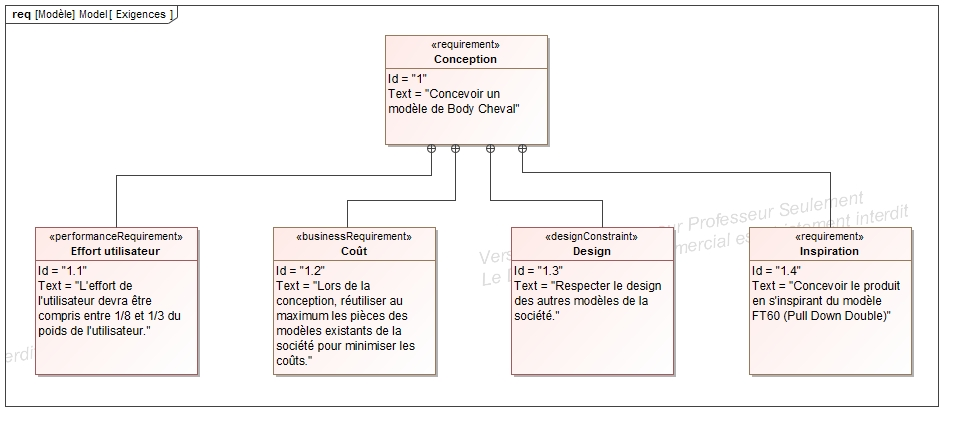 req [Modèle] Model[ Exigences ]
«requirement»
Conception
Id = "1"
Text = "Concevoir un
modèle de Body Cheval"
«performanceRequirement»
Effort utilisateur
Id = "1.1"
Text = "L'effort de
l'utilisateur devra être
compris entre 1/8 et 1/3 du
poids de l'utilisateur."
«businessRequirement»
Coût
Id = "1.2"
Text = "Lors de la
conception, réutiliser au
maximum les pièces des
modèles existants de la
société pour minimiser les
coûts."
«designConstraint»
Design
Id = "1.3"
Text = "Respecter le design
des autres modèles de la
société."
«requirement»
Inspiration
Id = "1.4"
Text = "Concevoir le produit
en s'inspirant du modèle
FT60 (Pull Down Double)"
Professeur Seulement
interdit